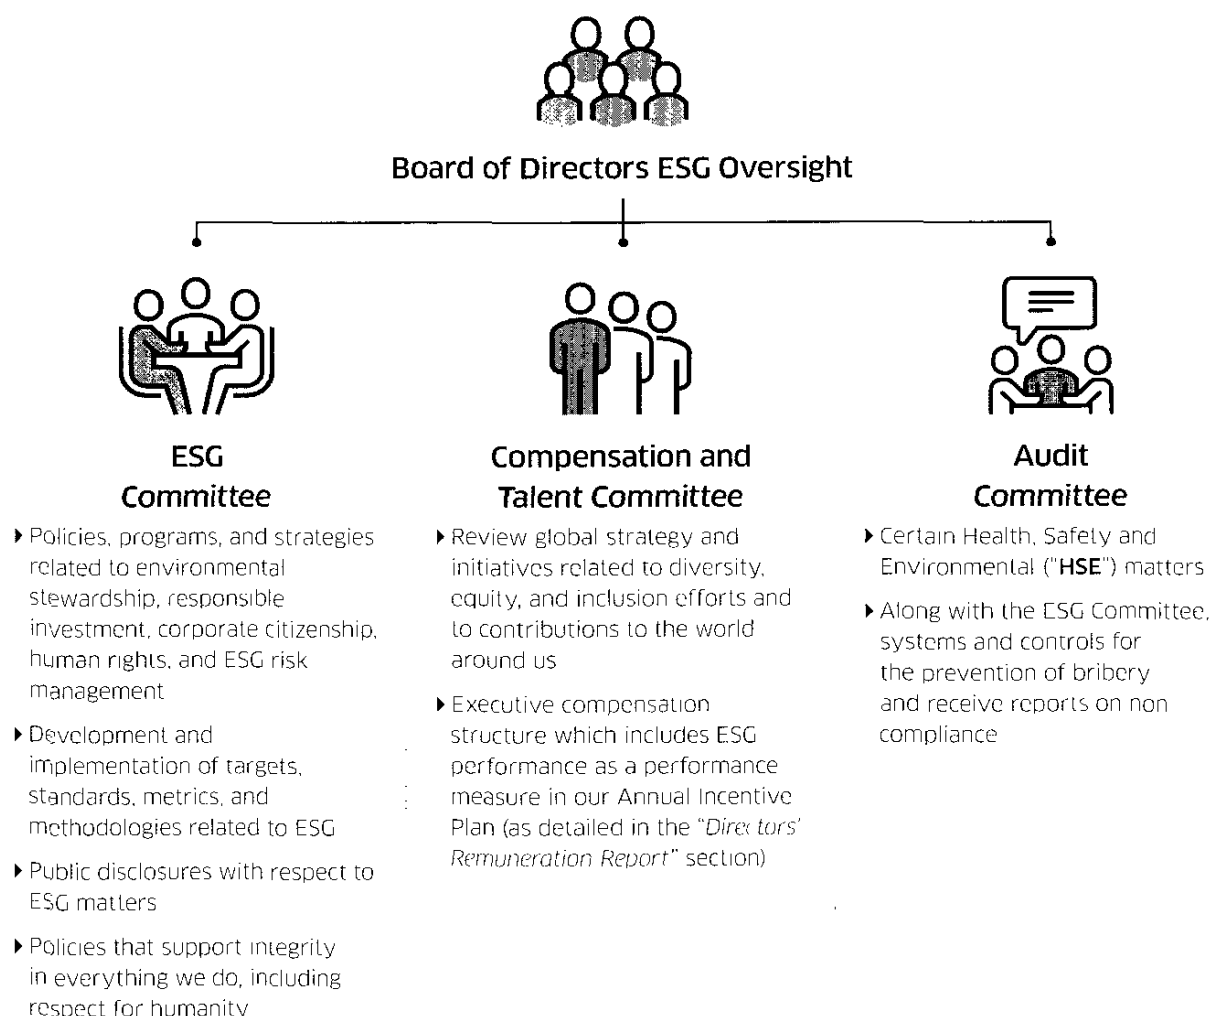 Board of Directors ESG Oversight
ESG
Committee
▶ Policies, programs, and strategies
related to environmental
stewardship, responsible
investment, corporate citizenship,
human rights, and ESG risk
management
▶ Development and
implementation of targets,
standards, metrics, and
methodologies related to ESG
▶ Public disclosures with respect to
ESG matters
▶ Policies that support integrity
in everything we do, including
respect for humanity
Compensation and
Talent Committee
▶ Review global strategy and
initiatives related to diversity,
equity, and inclusion efforts and
to contributions to the world
around us
▶ Executive compensation
structure which includes ESG
performance as a performance
measure in our Annual Incentive
Plan (as detailed in the "Directors'
Remuneration Report" section)
Audit
Committee
▶ Certain Health, Safety and
Environmental ("HSE") matters
▶ Along with the ESG Committee,
systems and controls for
the prevention of bribery
and receive reports on non
compliance